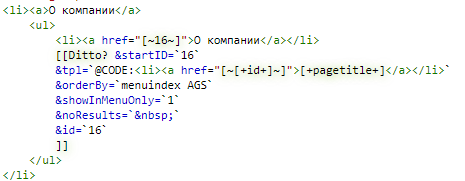 <li><a>О компании</a>
<ul>
<li><a href="[~16~]">О компании</a></li>
[[Ditto? &startID=`16`
&tpl=`@CODE:<li><a href="[~[+id+]~]">[+pagetitle+]</a></li>`
&orderBy=`menuindex AGS`
&showInMenuOnly=`1`
&noResults=`&nbsp;`
&id=`16`
]]
</ul>
</li>